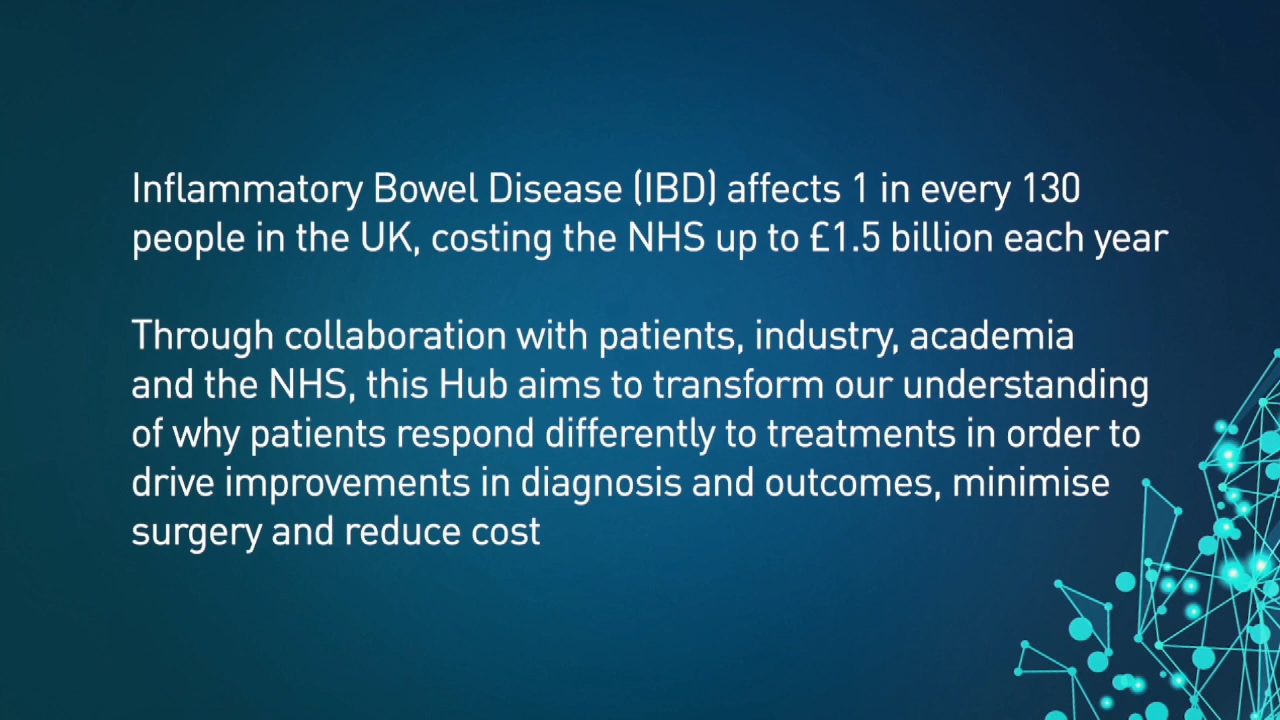 Inflammatory Bowel Disease (IBD) affects 1 in every 130
people in the UK, costing the NHS up to £1.5 billion each year
Through collaboration with patients, industry, academia
and the NHS, this Hub aims to transform our understanding
of why patients respond differently to treatments in order to
drive improvements in diagnosis and outcomes, minimise
surgery and reduce cost